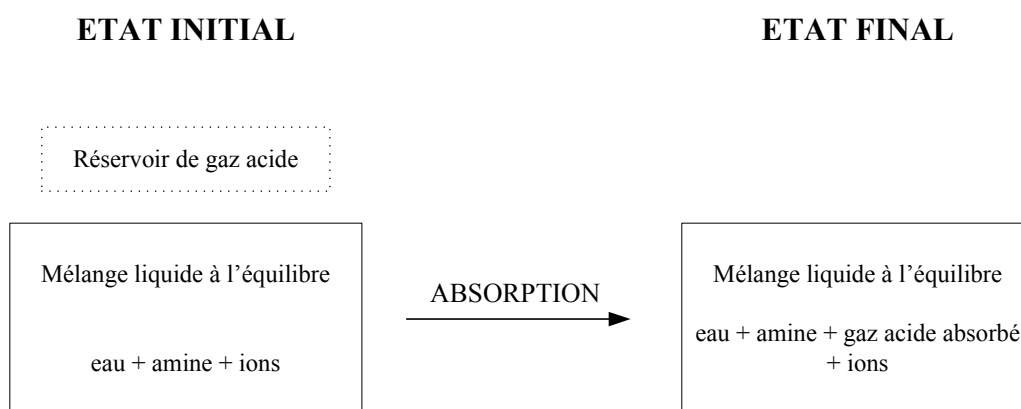 ETAT INITIAL
ETAT FINAL
Réservoir de gaz acide
Mélange liquide à l’équilibre
eau + amine + ions
ABSORPTION
Mélange liquide à l’équilibre
eau + amine + gaz acide absorbé
+ ions